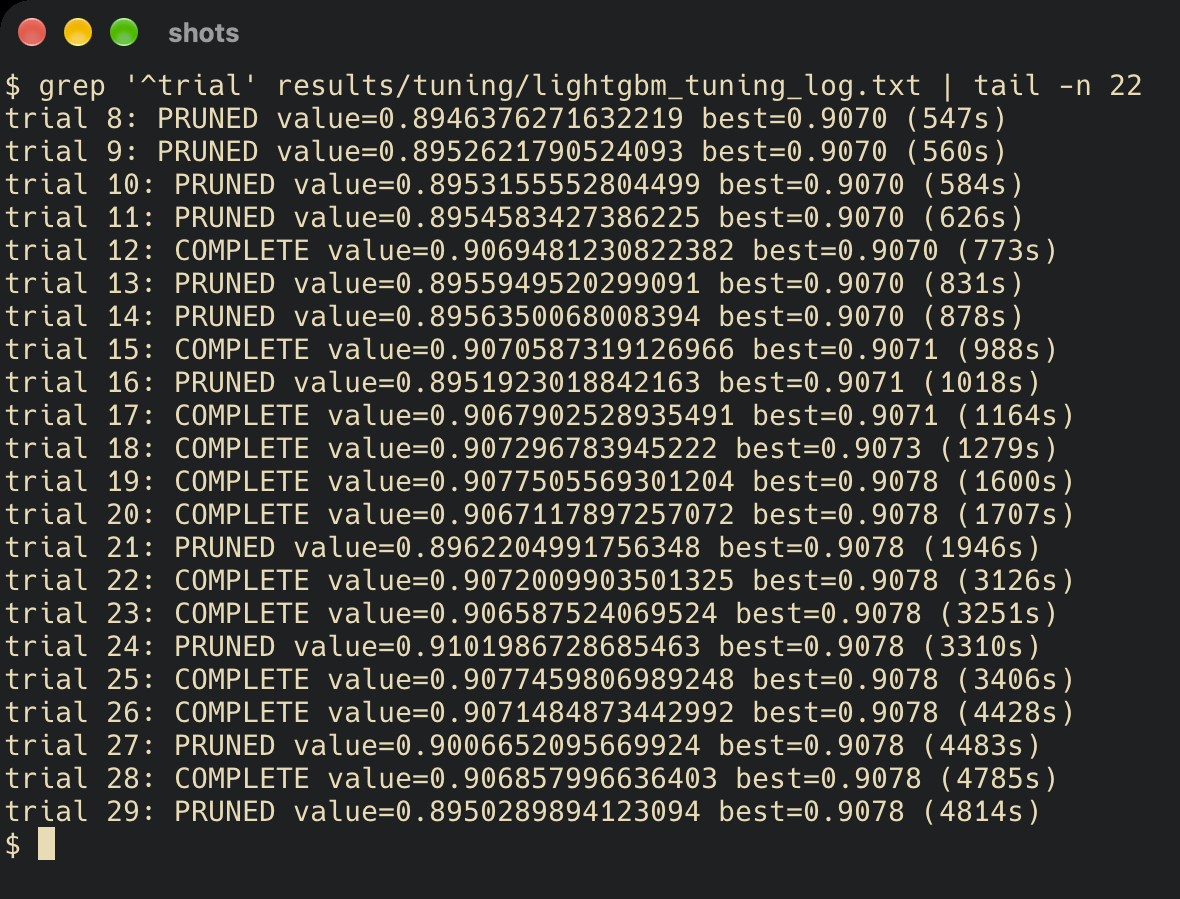 shots
$ grep '^trial' results/tuning/lightgbm_tuning_log.txt | tail -n 22
trial 8: PRUNED value=0.8946376271632219 best=0.9070 (547s)
trial 9: PRUNED value=0.8952621790524093 best=0.9070 (560s)
trial 10: PRUNED value=0.8953155552804499 best=0.9070 (584s)
trial 11: PRUNED value=0.8954583427386225 best=0.9070 (626s)
trial 12: COMPLETE value=0.9069481230822382 best=0.9070 (773s)
trial 13: PRUNED value=0.8955949520299091 best=0.9070 (831s)
trial 14: PRUNED value=0.8956350068008394 best=0.9070 (878s)
trial 15: COMPLETE value=0.9070587319126966 best=0.9071 (988s)
trial 16: PRUNED value=0.8951923018842163 best=0.9071 (1018s)
trial 17: COMPLETE value=0.9067902528935491 best=0.9071 (1164s)
trial 18: COMPLETE value=0.907296783945222 best=0.9073 (1279s)
trial 19: COMPLETE value=0.9077505569301204 best=0.9078 (1600s)
trial 20: COMPLETE value=0.9067117897257072 best=0.9078 (1707s)
trial 21: PRUNED value=0.8962204991756348 best=0.9078 (1946s)
trial 22: COMPLETE value=0.9072009903501325 best=0.9078 (3126s)
trial 23: COMPLETE value=0.906587524069524 best=0.9078 (3251s)
trial 24: PRUNED value=0.9101986728685463 best=0.9078 (3310s)
trial 25: COMPLETE value=0.9077459806989248 best=0.9078 (3406s)
trial 26: COMPLETE value=0.9071484873442992 best=0.9078 (4428s)
trial 27: PRUNED value=0.9006652095669924 best=0.9078 (4483s)
trial 28: COMPLETE value=0.906857996636403 best=0.9078 (4785s)
trial 29: PRUNED value=0.8950289894123094 best=0.9078 (4814s)
$